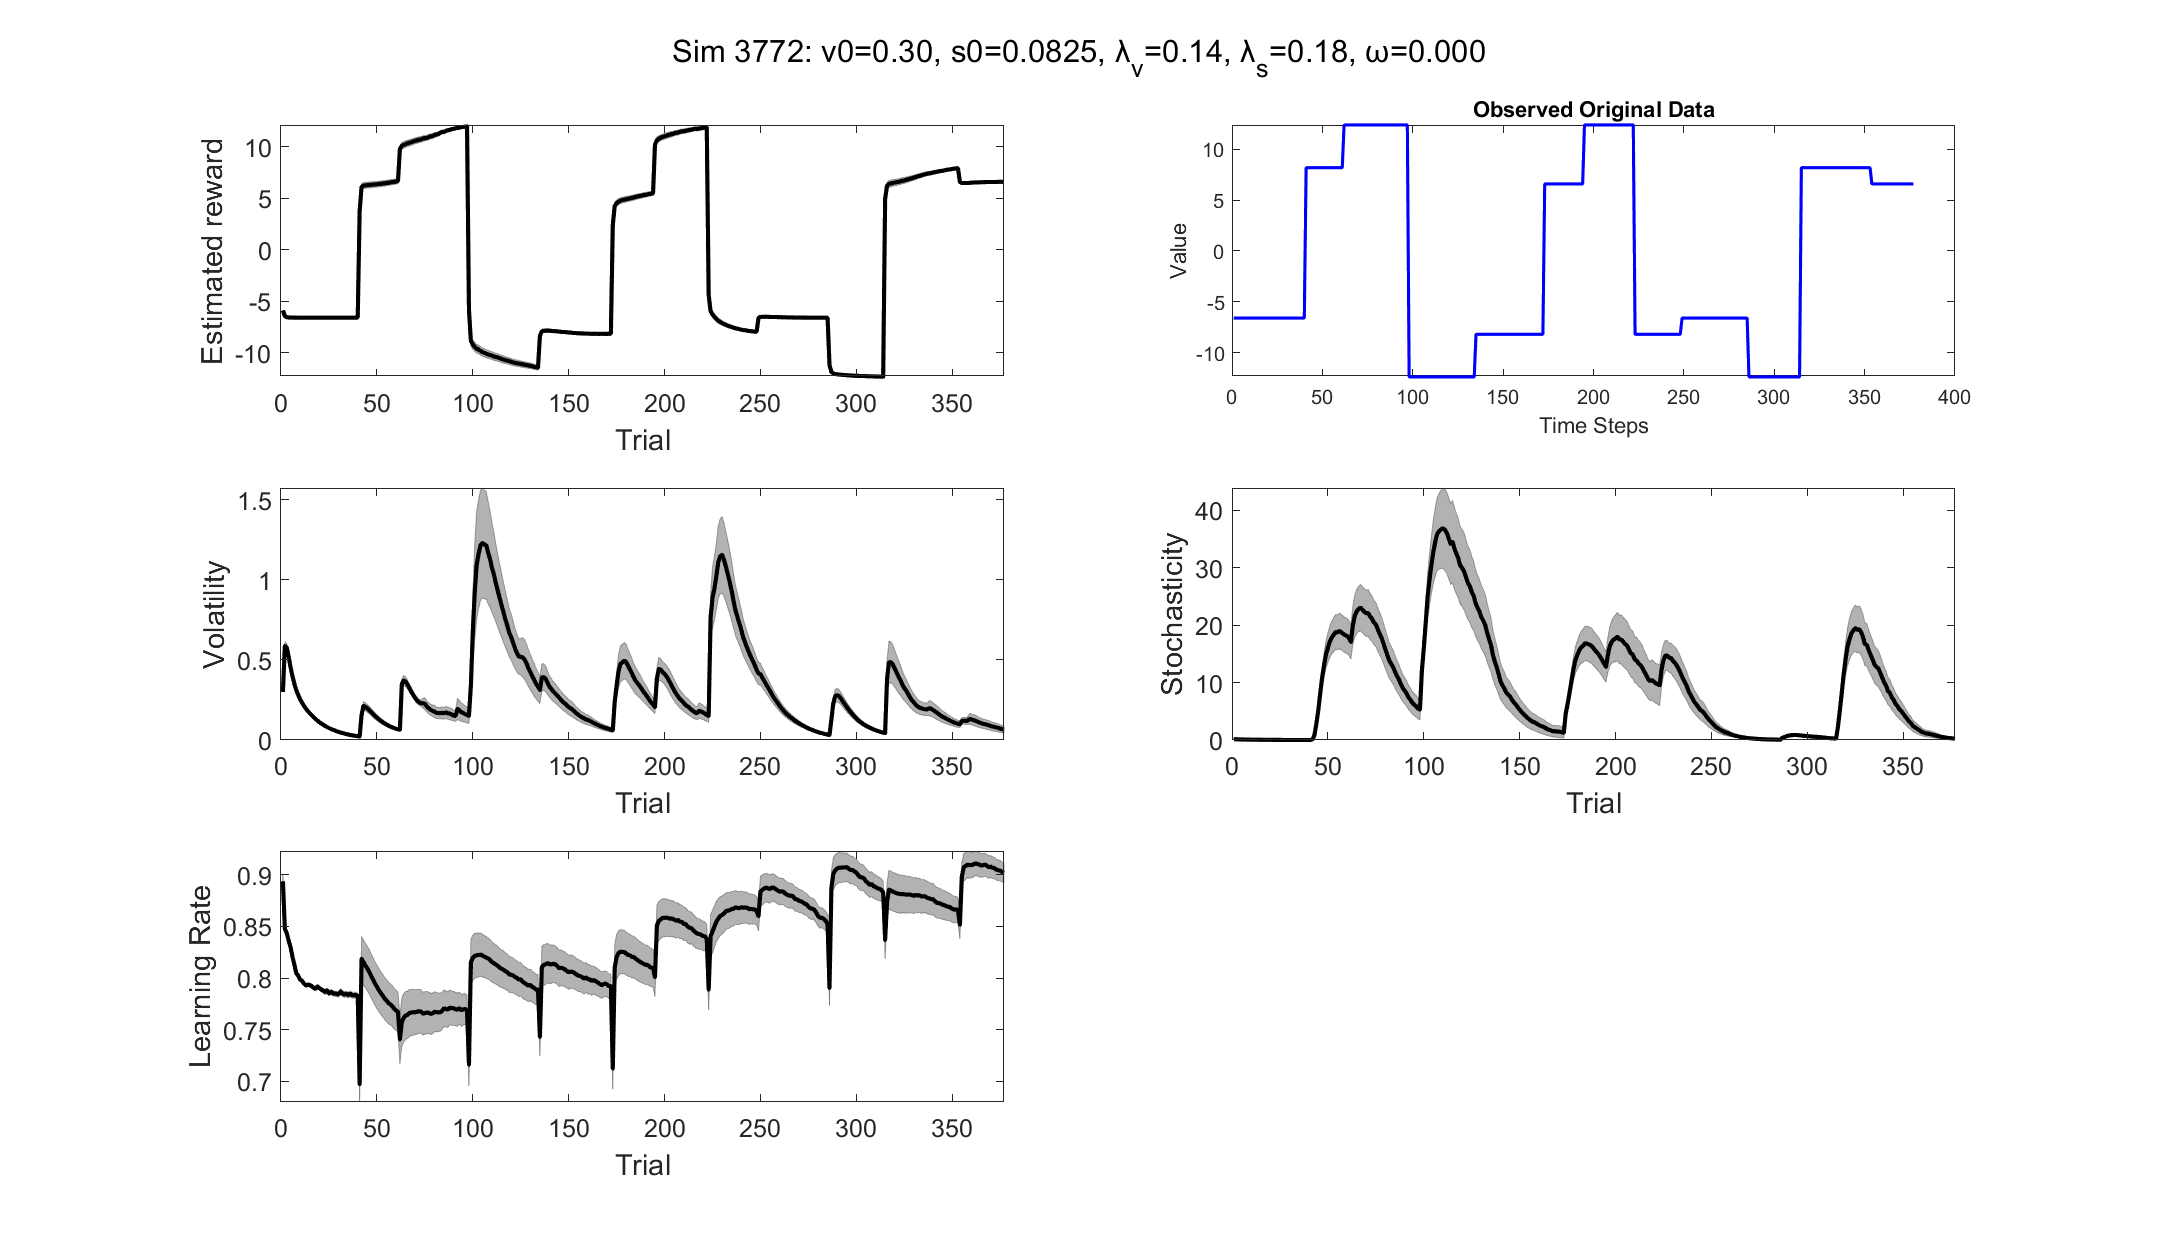 Sim 3772: v0=0.30, s0=0.0825, λ_v=0.14, λ_s=0.18, ω=0.000
Estimated reward
10
5
0
-5
-10
0 50 100 150 200 250 300 350
Trial
Observed Original Data
Value
10
5
0
-5
-10
0 50 100 150 200 250 300 350 400
Time Steps
Volatility
1.5
1
0.5
0
0 50 100 150 200 250 300 350
Trial
Stochasticity
40
30
20
10
0
0 50 100 150 200 250 300 350
Trial
Learning Rate
0.9
0.85
0.8
0.75
0.7
0 50 100 150 200 250 300 350
Trial